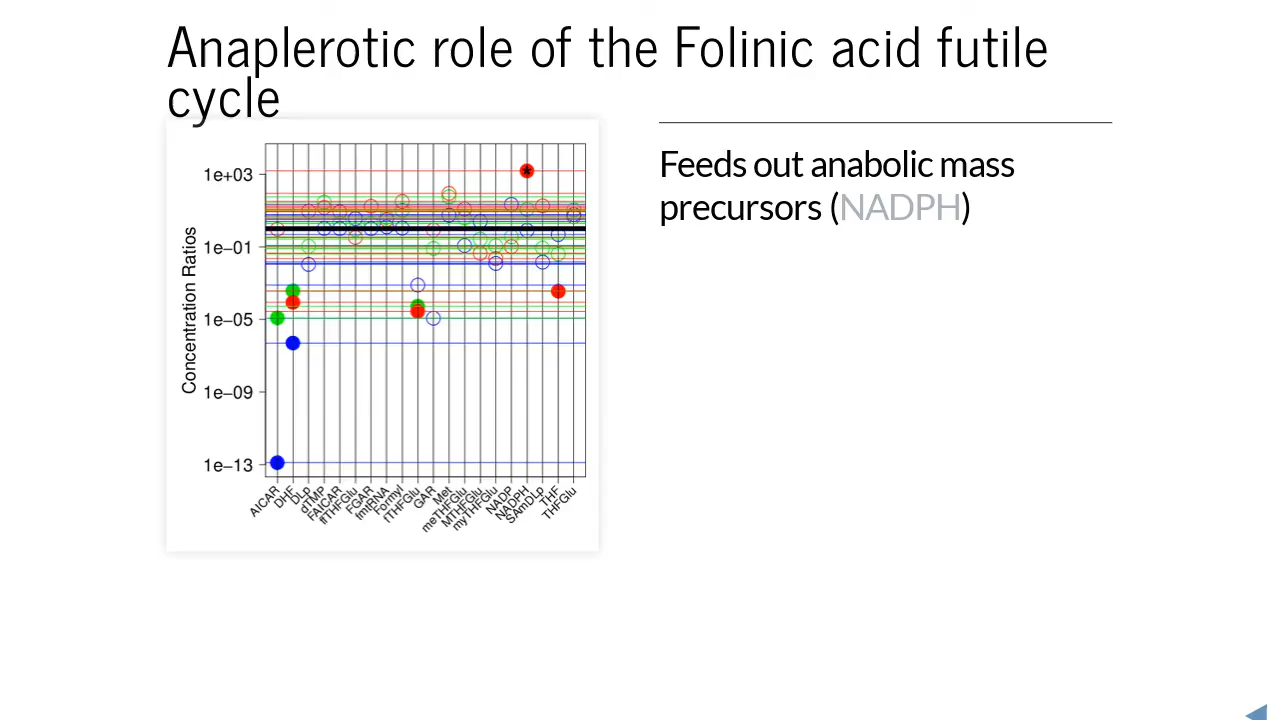 Anaplerotic role of the Folinic acid futile
cycle
Feeds out anabolic mass
precursors (NADPH)
Concentration Ratios
1e+03
1e−01
1e−05
1e−09
1e−13
AICAR
DHF
DLp
dTMP
FAICAR
flTHFGlu
FGAR
fmtRNA
Formyl
fTHFGlu
GAR
Met
meTHFGlu
MTHFGlu
myTHFGlu
NADP
NADPH
SAmDLp
THF
THFGlu